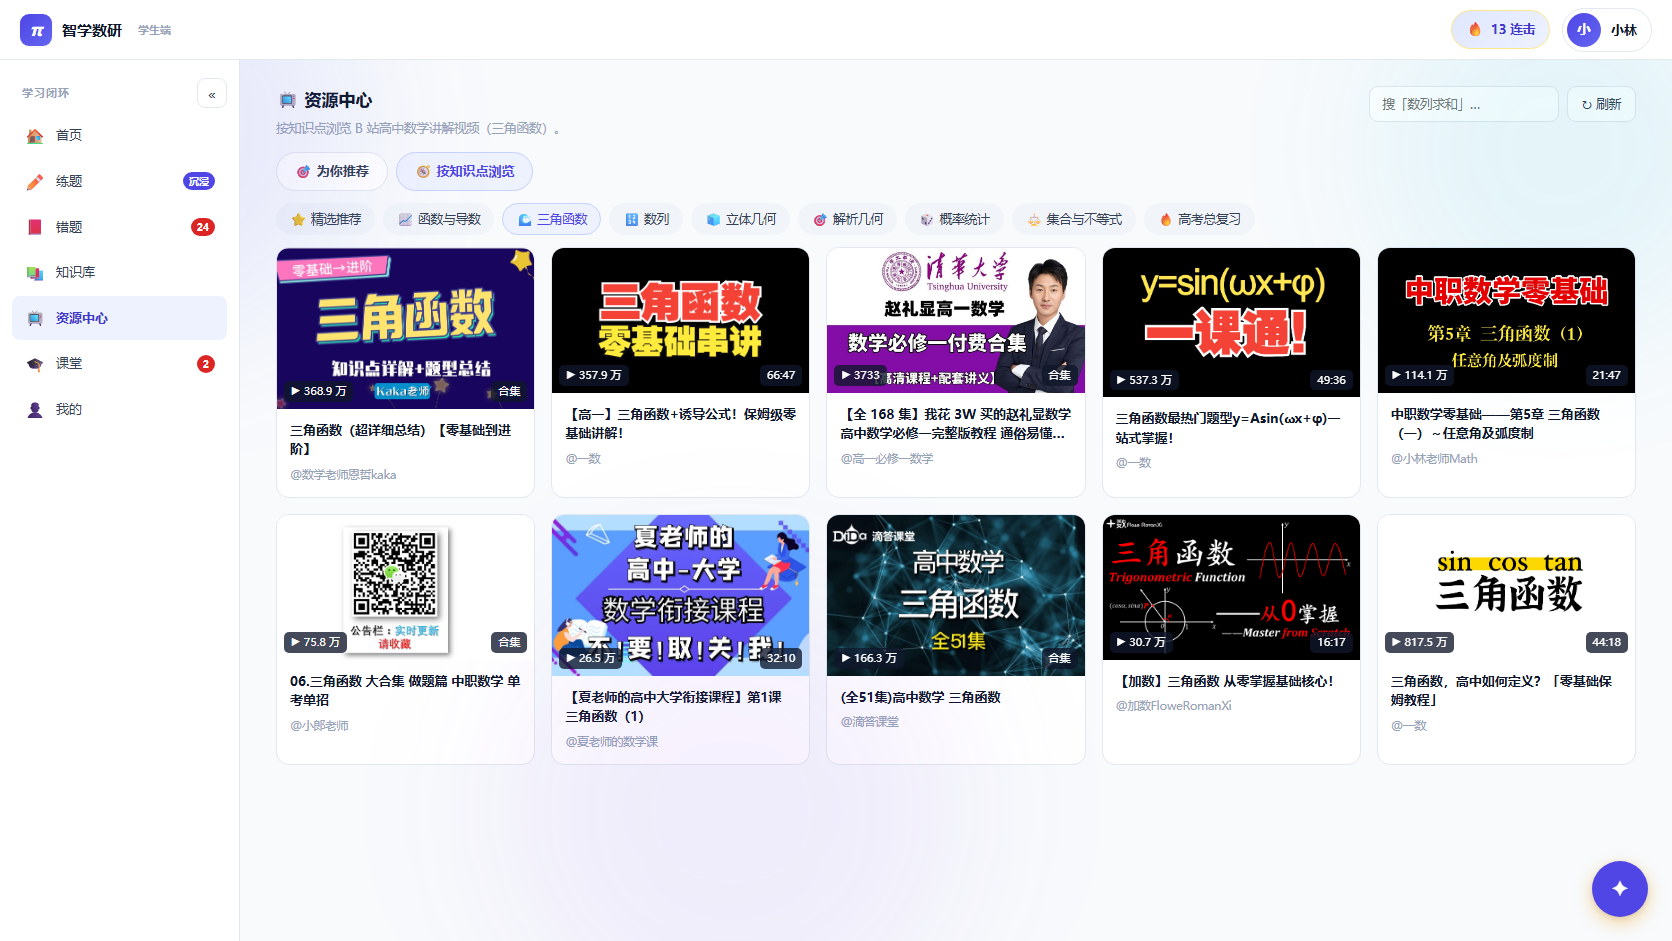 π 智学数研 学生端
13 连击
小 小林
学习闭环
«
首页
练题 沉浸
错题 24
知识库
资源中心
课堂 2
我的
资源中心
按知识点浏览 B 站高中数学讲解视频（三角函数）。
搜「数列求和」...
↻ 刷新
为你推荐
按知识点浏览
精选推荐
函数与导数
三角函数
数列
立体几何
解析几何
概率统计
集合与不等式
高考总复习
零基础→进阶
三角函数
知识点详解+题型总结
Kaka老师
▶ 368.9 万
合集
三角函数（超详细总结）【零基础到进
阶】
@数学老师恩哲kaka
三角函数
零基础串讲
▶ 357.9 万
66:47
【高一】三角函数+诱导公式！保姆级零
基础讲解！
@一数
清华大学
Tsinghua University
赵礼显高一数学
数学必修一付费合集
【高清课程+配套讲义】
▶ 3733
合集
【全 168 集】我花 3W 买的赵礼显数学
高中数学必修一完整版教程 通俗易懂...
@高一必修一数学
y=sin(ωx+φ)
一课通!
▶ 537.3 万
49:36
三角函数最热门题型y=Asin(ωx+φ)一
站式掌握！
@一数
中职数学零基础
第5章 三角函数（1）
任意角及弧度制
▶ 114.1 万
21:47
中职数学零基础——第5章 三角函数
（一）～任意角及弧度制
@小林老师Math
公告栏：实时更新
请收藏
▶ 75.8 万
合集
06.三角函数 大合集 做题篇 中职数学 单
考单招
@小郎老师
夏老师的
高中-大学
数学衔接课程
不!要!取!关!我!
▶ 26.5 万
32:10
【夏老师的高中大学衔接课程】第1课
三角函数（1）
@夏老师的数学课
DiDa 滴答课堂
高中数学
三角函数
全51集
▶ 166.3 万
合集
(全51集)高中数学 三角函数
@滴答课堂
FloweRomanXi
三角函数
Trigonometric Function
(cosα, sinα)
y
x
——从0掌握
——Master from Scratch
▶ 30.7 万
16:17
【加数】三角函数 从零掌握基础核心！
@加数FloweRomanXi
sin cos tan
三角函数
▶ 817.5 万
44:18
三角函数，高中如何定义？「零基础保
姆教程」
@一数